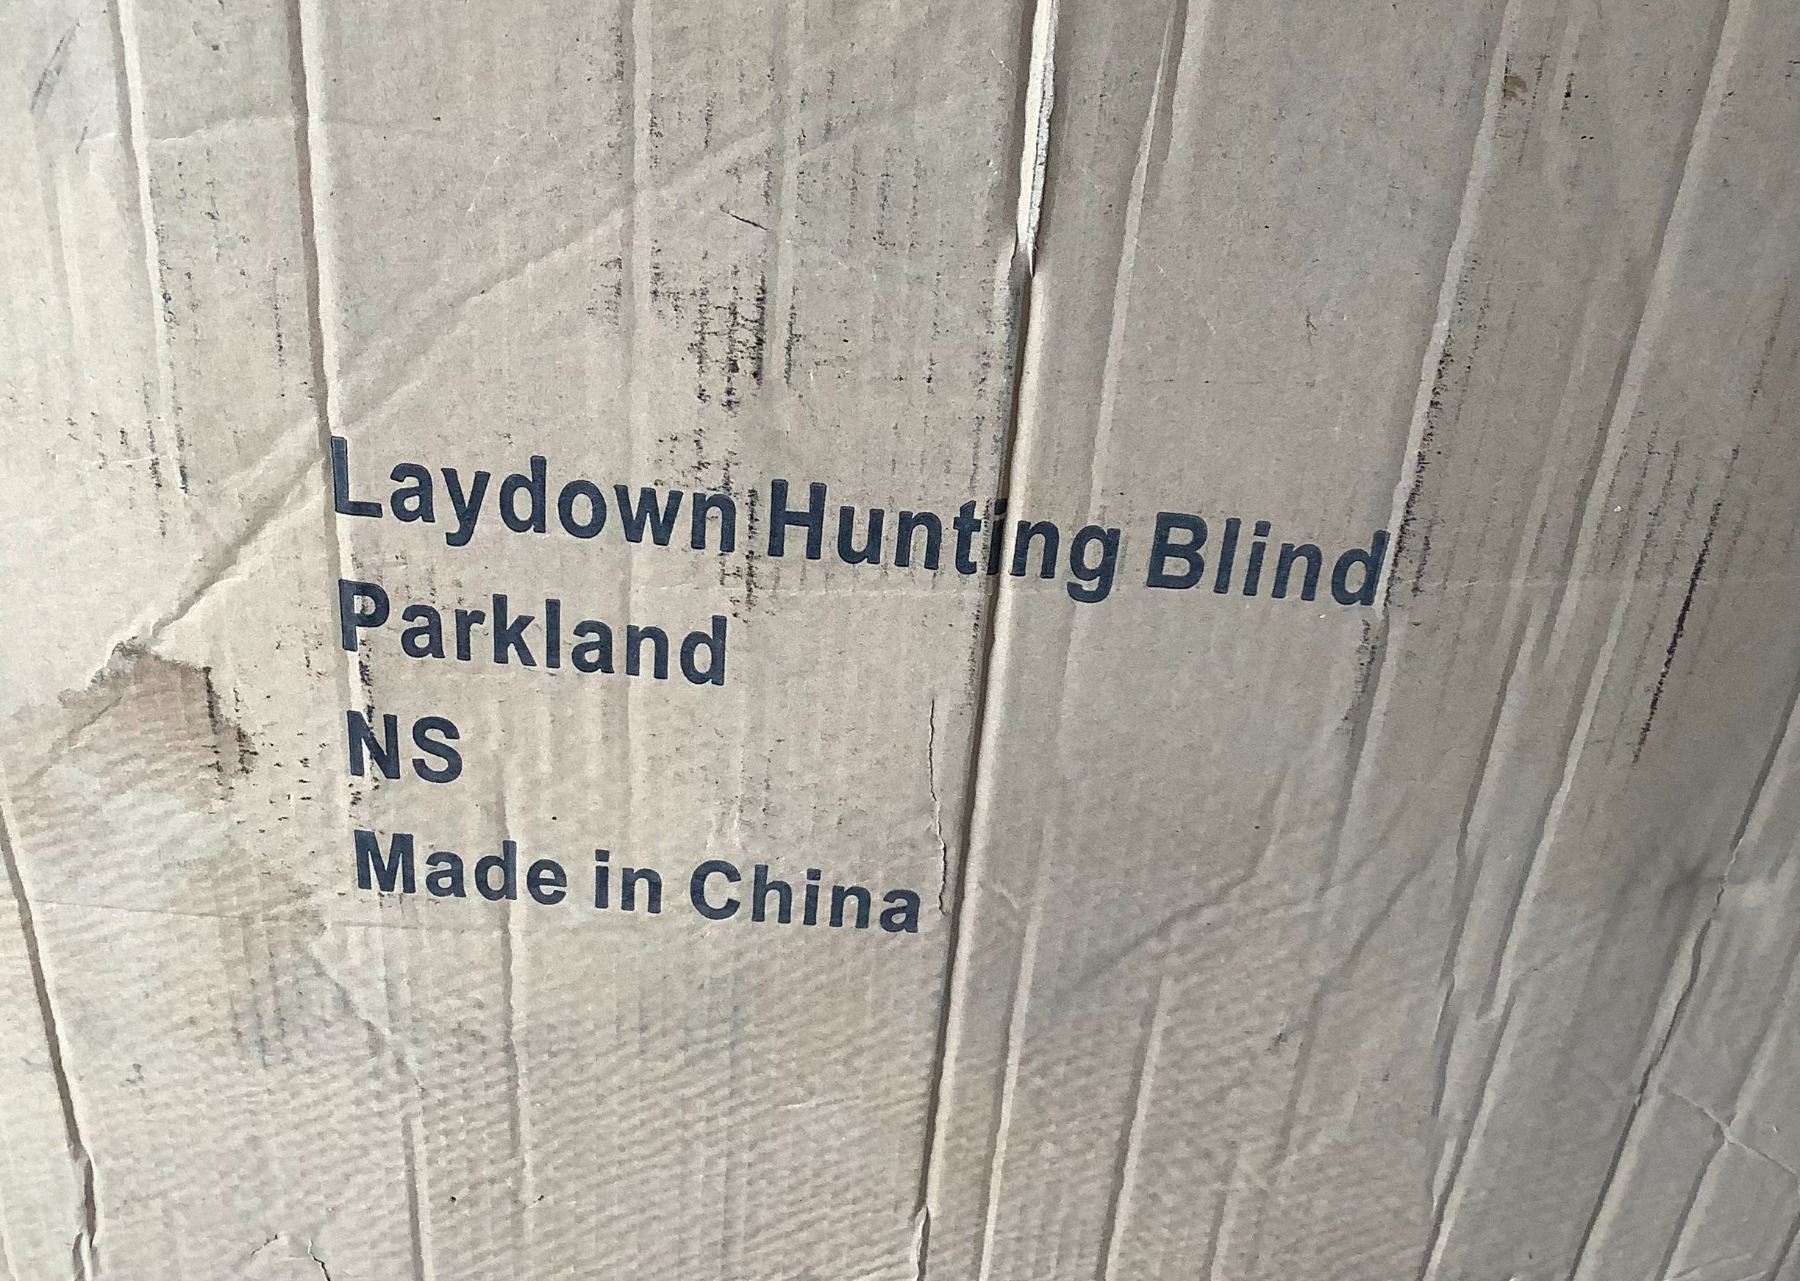 Laydown Hunting Blind
Parkland
NS
Made in China